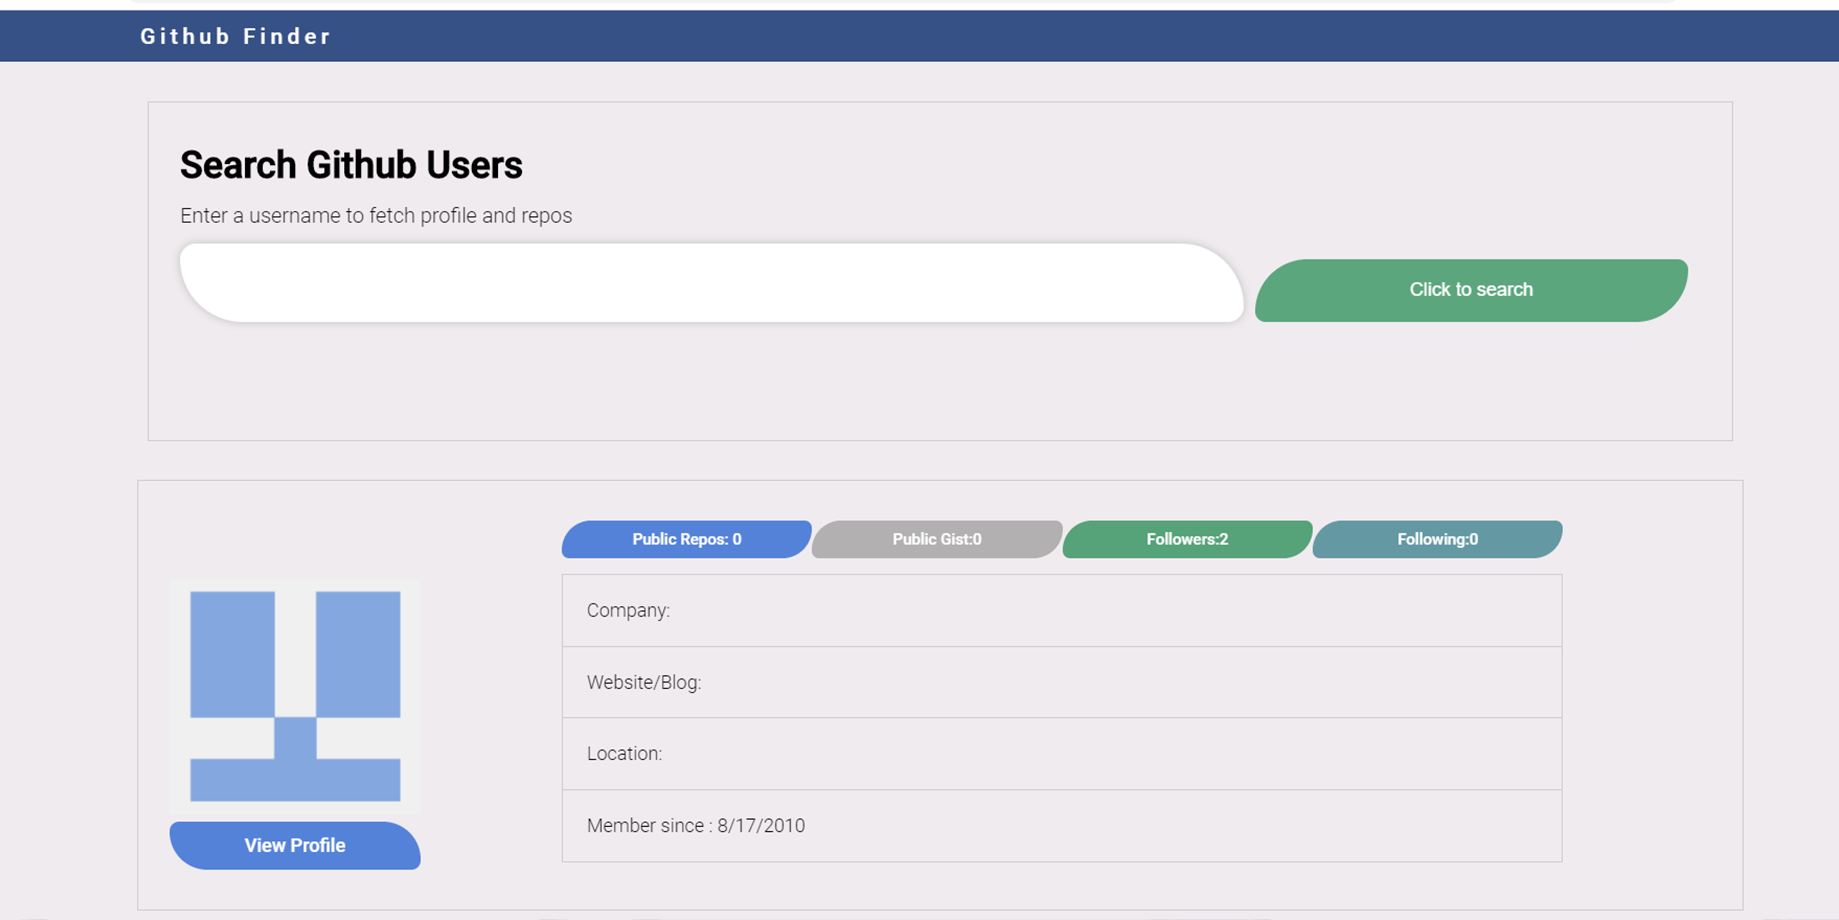 Github Finder
Search Github Users
Enter a username to fetch profile and repos
Click to search
Public Repos: 0
Public Gist:0
Followers:2
Following:0
Company:
Website/Blog:
Location:
Member since : 8/17/2010
View Profile